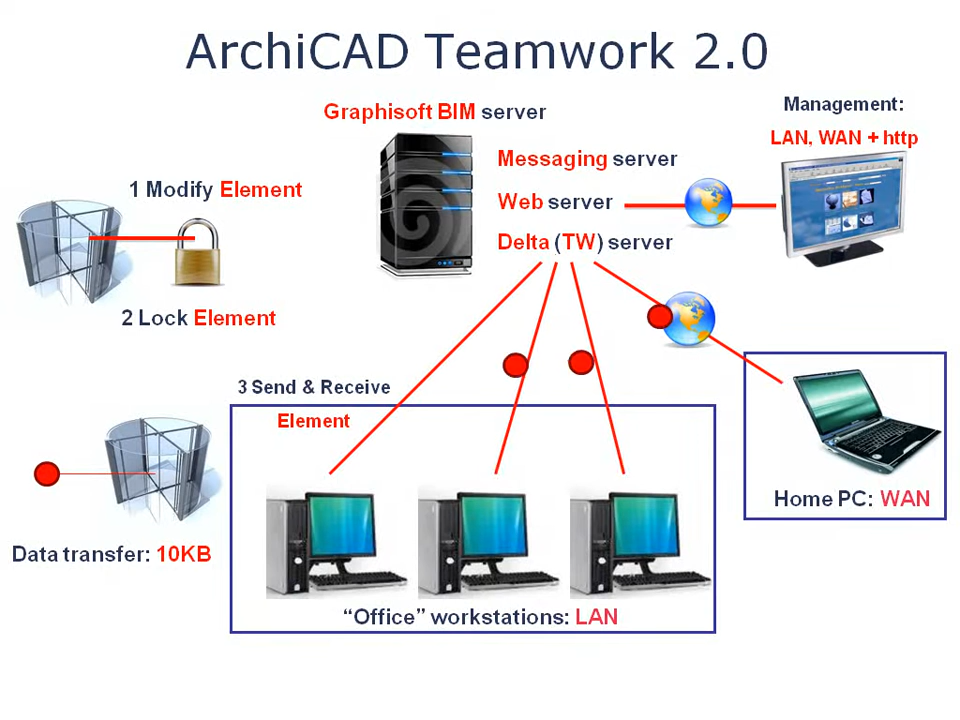 ArchiCAD Teamwork 2.0
Graphisoft BIM server
Messaging server
Web server
Delta (TW) server
Management:
LAN, WAN + http
1 Modify Element
2 Lock Element
3 Send & Receive
Element
Data transfer: 10KB
“Office” workstations: LAN
Home PC: WAN